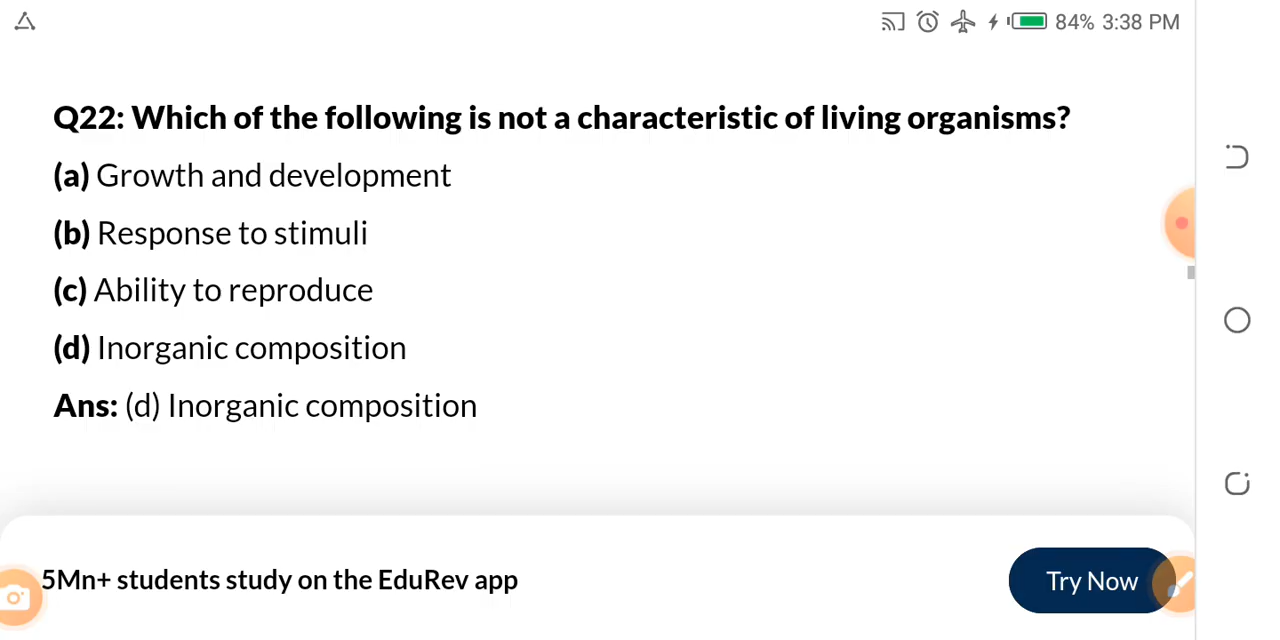 84% 3:38 PM
Q22: Which of the following is not a characteristic of living organisms?
(a) Growth and development
(b) Response to stimuli
(c) Ability to reproduce
(d) Inorganic composition
Ans: (d) Inorganic composition
5Mn+ students study on the EduRev app
Try Now